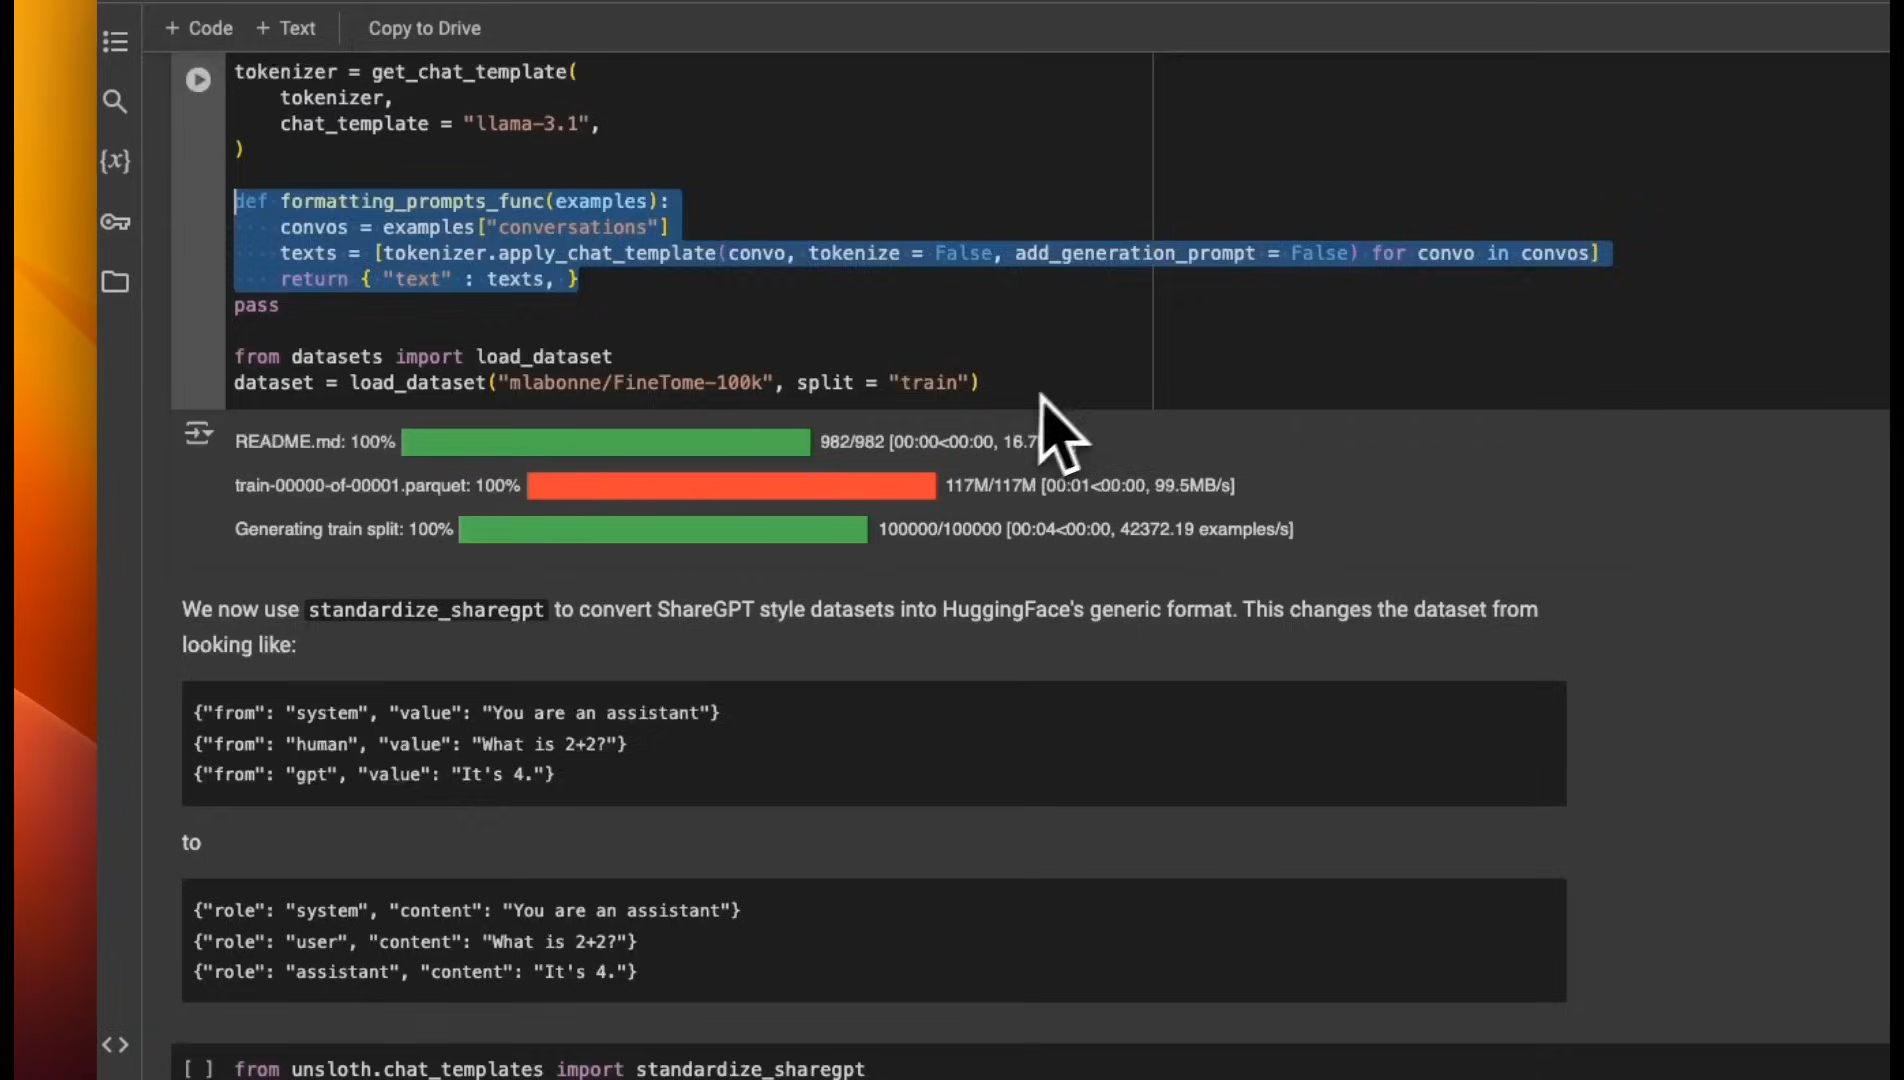 + Code + Text Copy to Drive
tokenizer = get_chat_template(
    tokenizer,
    chat_template = "llama-3.1",
)
def formatting_prompts_func(examples):
    convos = examples["conversations"]
    texts = [tokenizer.apply_chat_template(convo, tokenize = False, add_generation_prompt = False) for convo in convos]
    return { "text" : texts, }
pass
from datasets import load_dataset
dataset = load_dataset("mlabonne/FineTome-100k", split = "train")
README.md: 100% 982/982 [00:00<00:00, 16.7
train-00000-of-00001.parquet: 100% 117M/117M [00:01<00:00, 99.5MB/s]
Generating train split: 100% 100000/100000 [00:04<00:00, 42372.19 examples/s]
We now use standardize_sharegpt to convert ShareGPT style datasets into HuggingFace's generic format. This changes the dataset from
looking like:
{"from": "system", "value": "You are an assistant"}
{"from": "human", "value": "What is 2+2?"}
{"from": "gpt", "value": "It's 4."}
to
{"role": "system", "content": "You are an assistant"}
{"role": "user", "content": "What is 2+2?"}
{"role": "assistant", "content": "It's 4."}
[ ] from unsloth.chat_templates import standardize_sharegpt